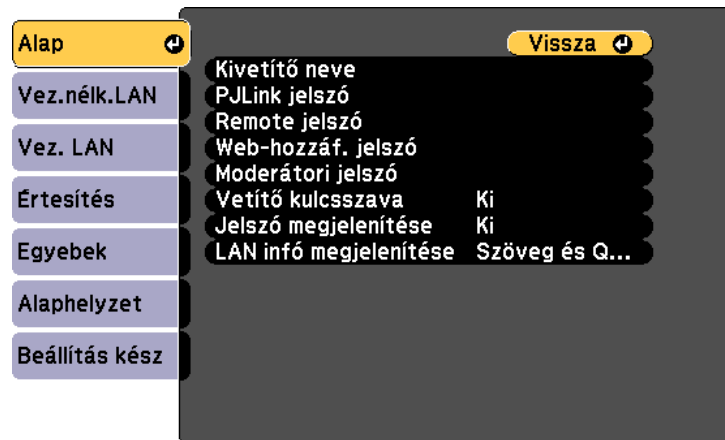 Alap
Vez.nélk.LAN
Vez. LAN
Értesítés
Egyebek
Alaphelyzet
Beállítás kész
Vissza
Kivetítő neve
PJLink jelszó
Remote jelszó
Web-hozzáf. jelszó
Moderátori jelszó
Vetítő kulcsszava Ki
Jelszó megjelenítése Ki
LAN infó megjelenítése Szöveg és Q...